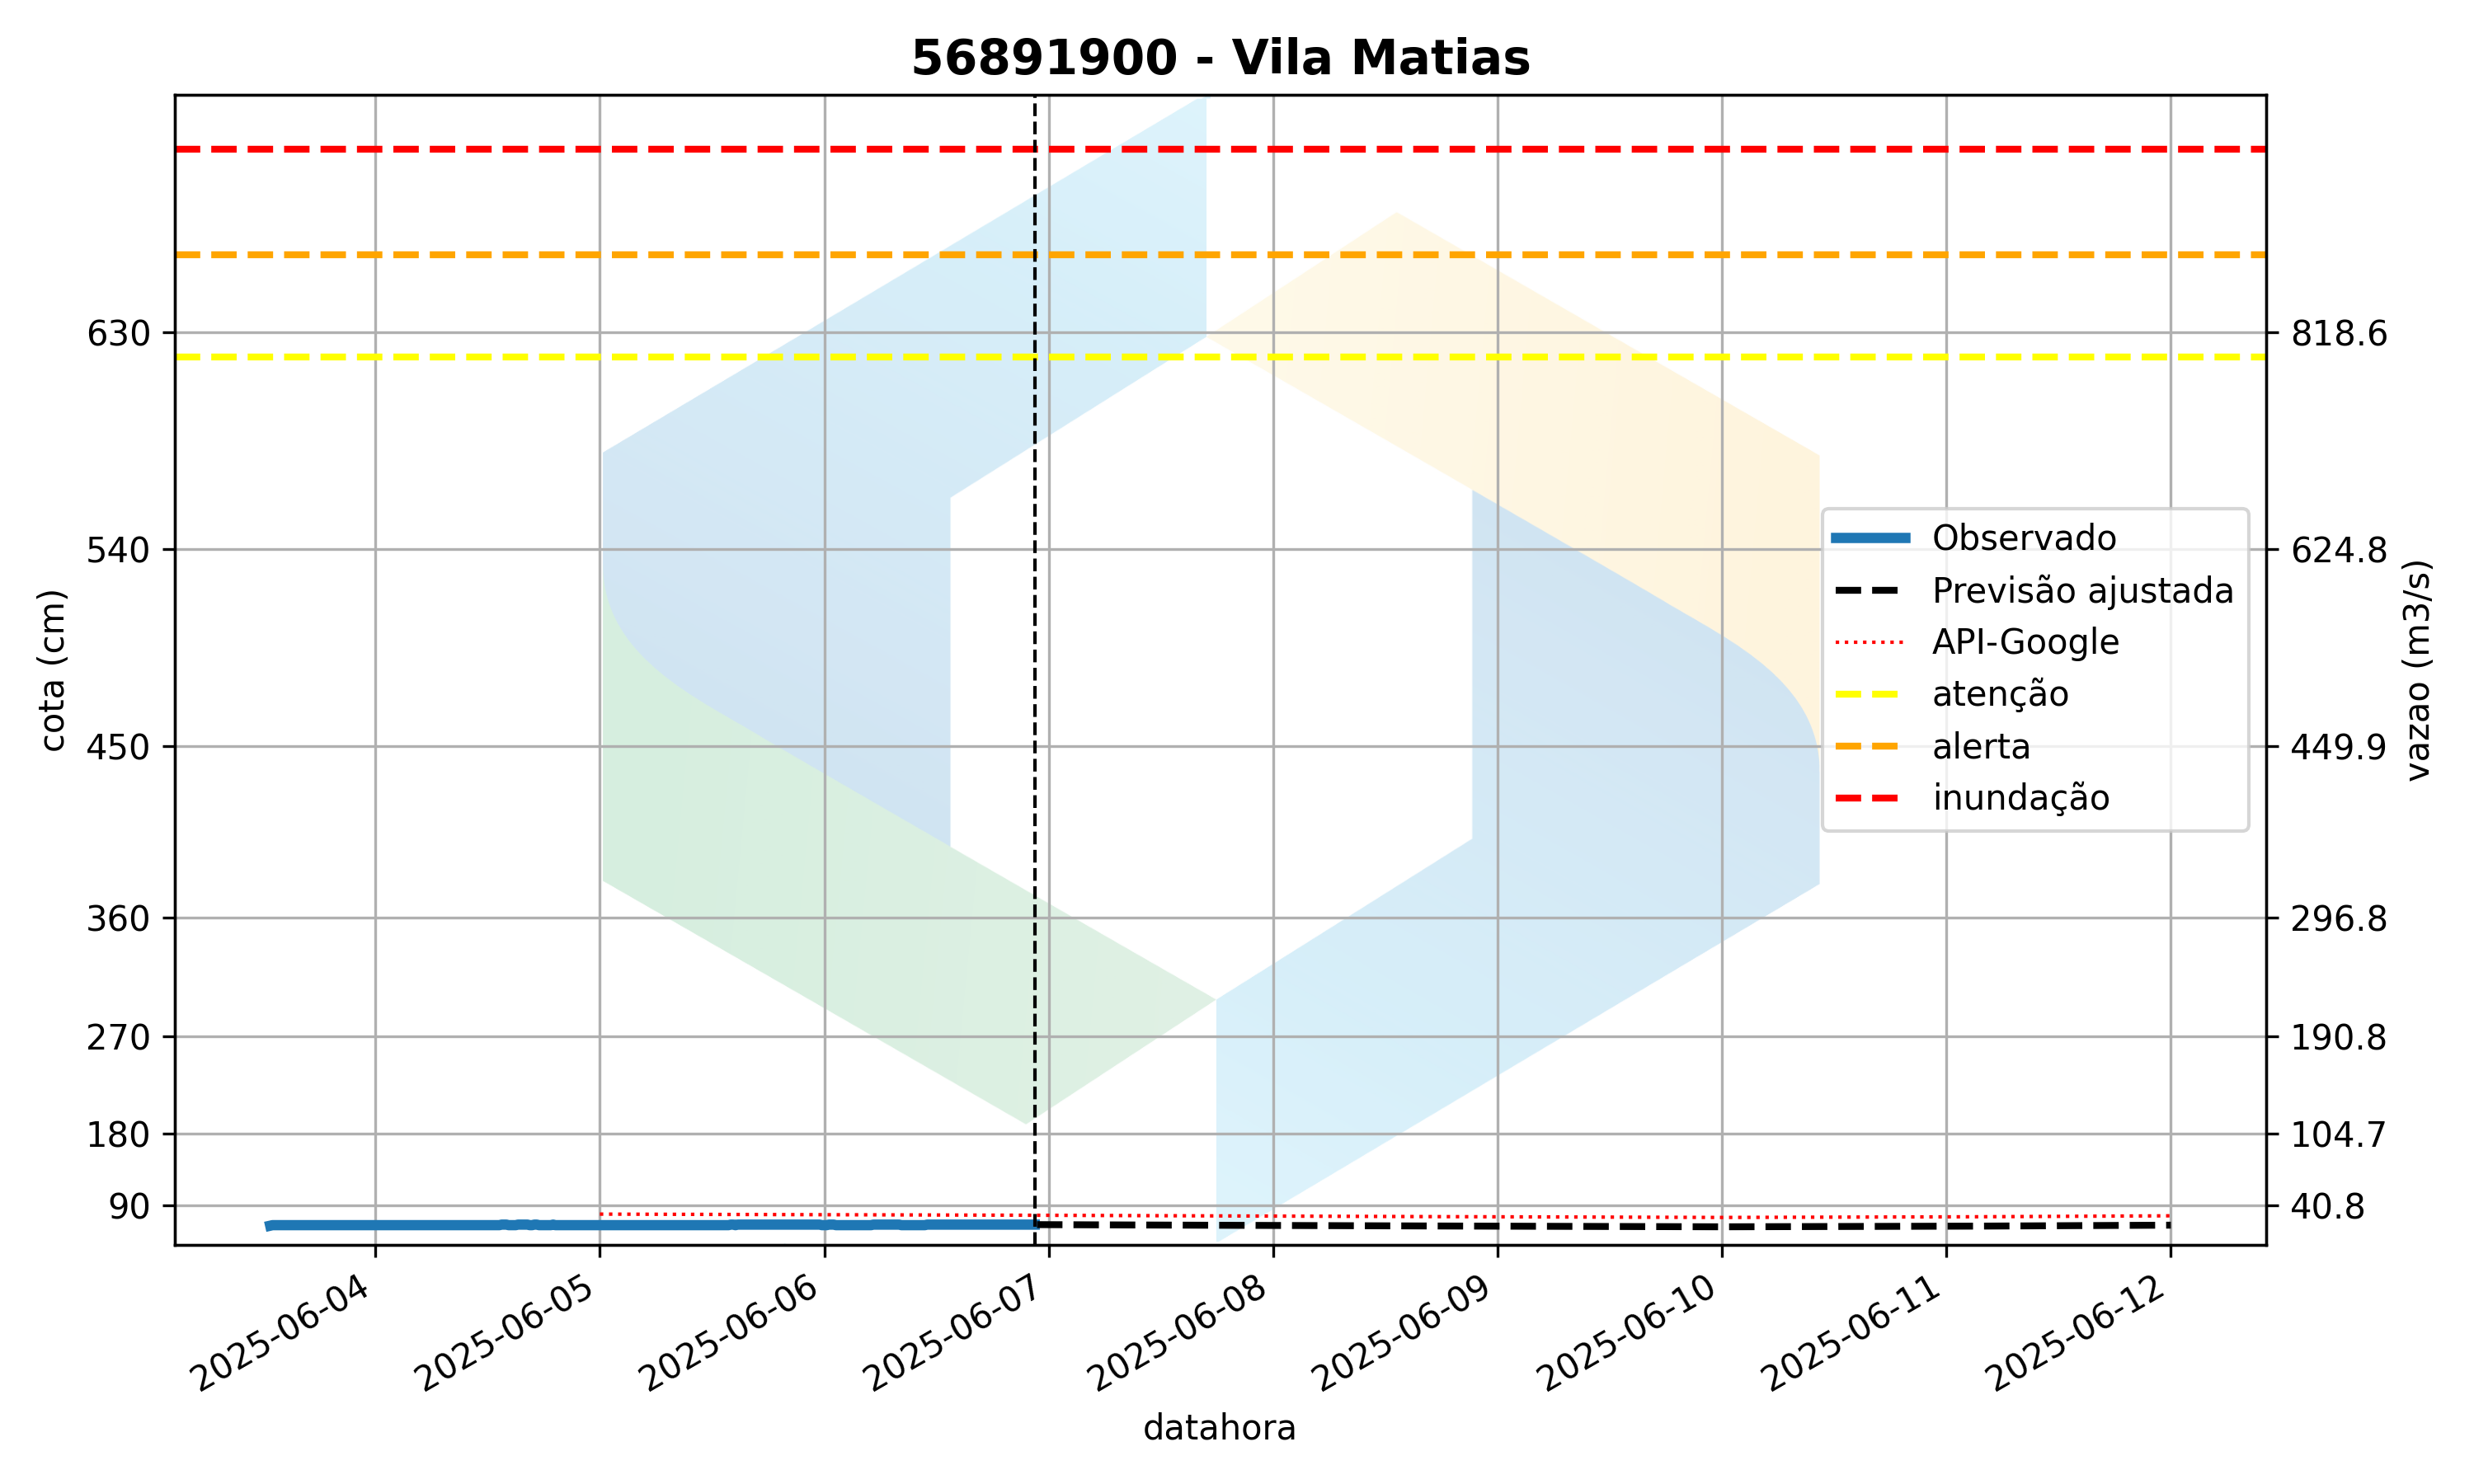 56891900 - Vila Matias
630
540
450
360
270
180
90
cota (cm)
818.6
624.8
449.9
296.8
190.8
104.7
40.8
vazao (m3/s)
Observado
Previsão ajustada
API-Google
atenção
alerta
inundação
2025-06-04
2025-06-05
2025-06-06
2025-06-07
2025-06-08
2025-06-09
2025-06-10
2025-06-11
2025-06-12
datahora